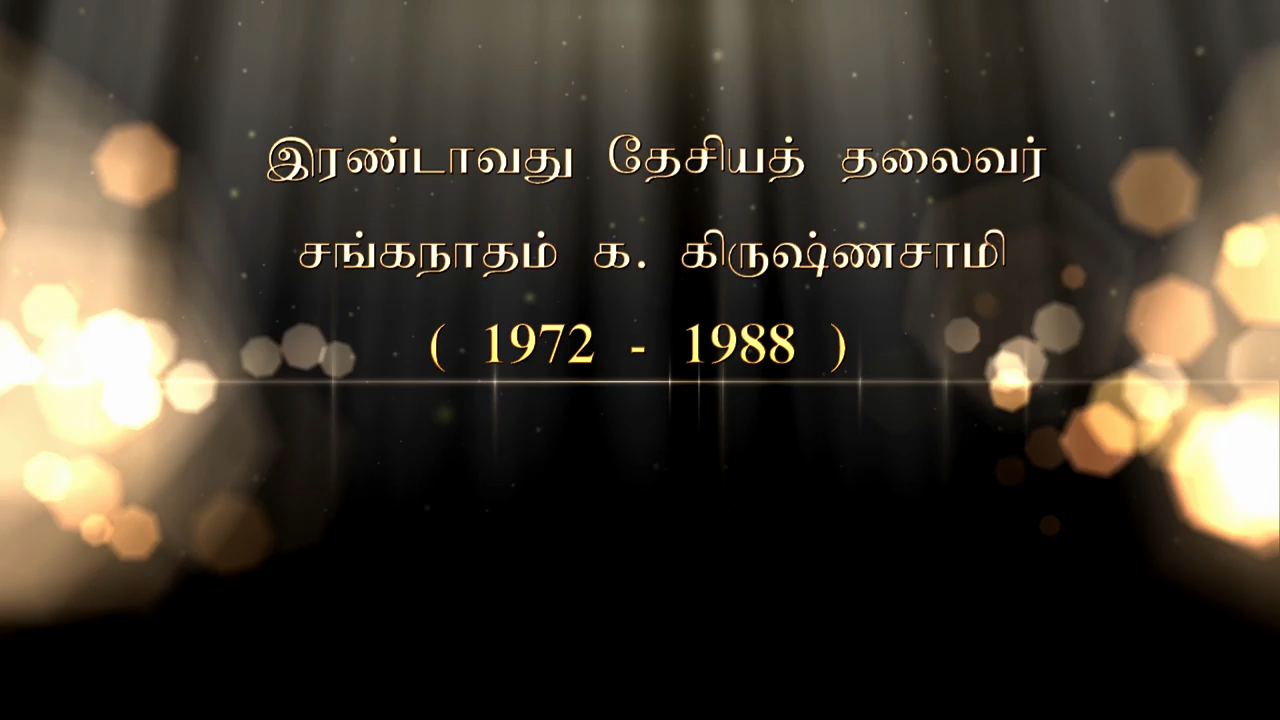 இரண்டாவது தேசியத் தலைவர்
சங்கநாதம் க. கிருஷ்ணசாமி
( 1972 - 1988 )